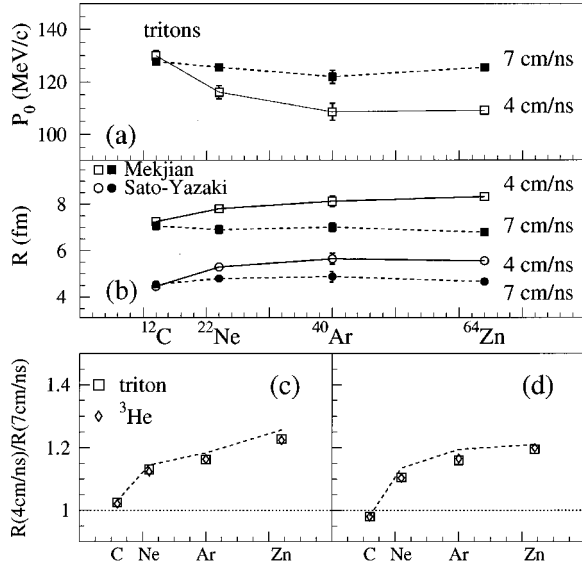 140
120
100
P₀ (MeV/c)
tritons
7 cm/ns
4 cm/ns
(a)
Mekjian
Sato-Yazaki
8
6
4
R (fm)
4 cm/ns
7 cm/ns
4 cm/ns
7 cm/ns
(b)
¹²C ²²Ne ⁴⁰Ar ⁶⁴Zn
R(4cm/ns)/R(7cm/ns)
1.4
1.2
1
triton
³He
(c)
(d)
C Ne Ar Zn
C Ne Ar Zn